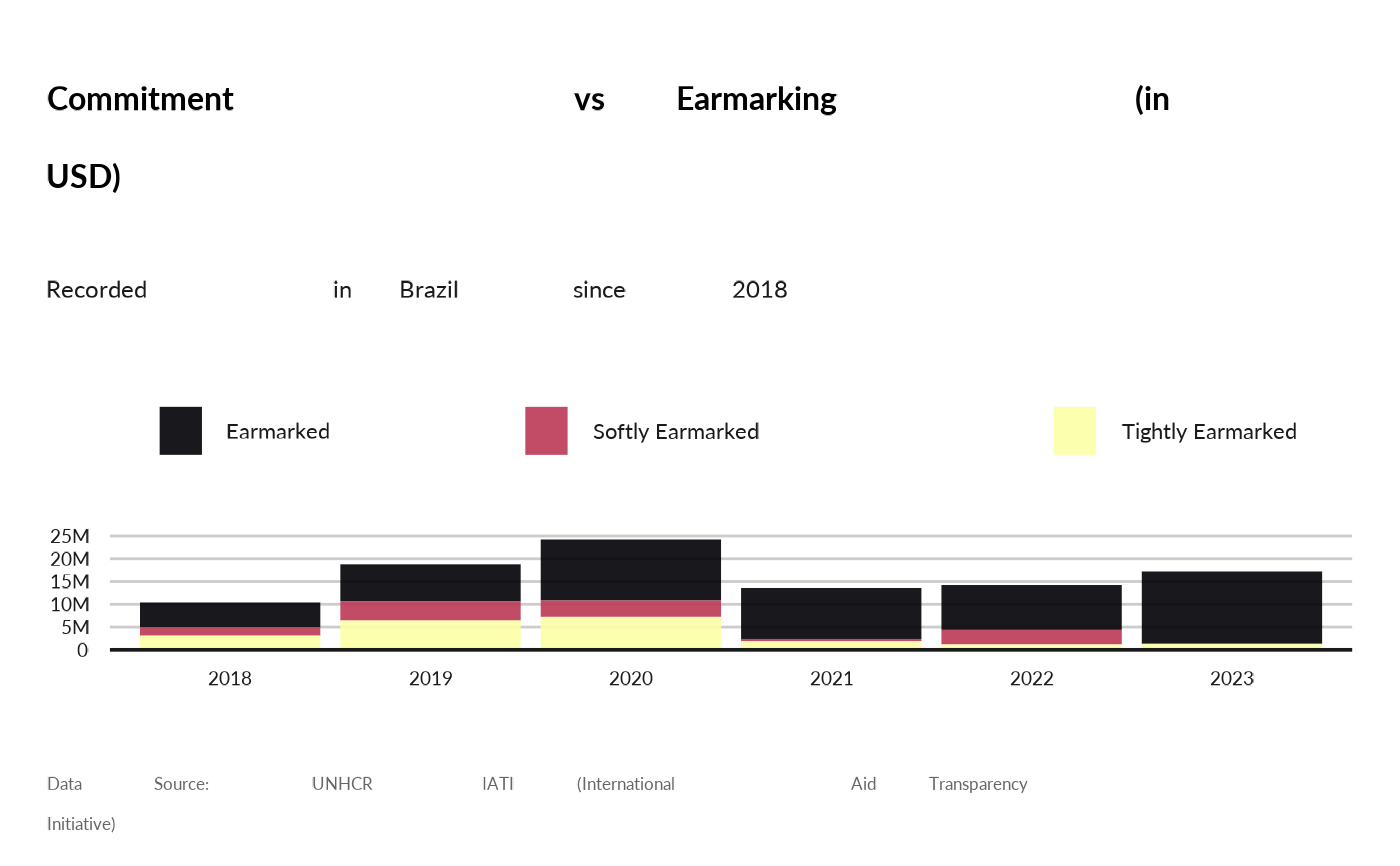 Commitment vs Earmarking (in
USD)
Recorded in Brazil since 2018
Earmarked Softly Earmarked Tightly Earmarked
25M
20M
15M
10M
5M
0
2018 2019 2020 2021 2022 2023
Data Source: UNHCR IATI (International Aid Transparency
Initiative)